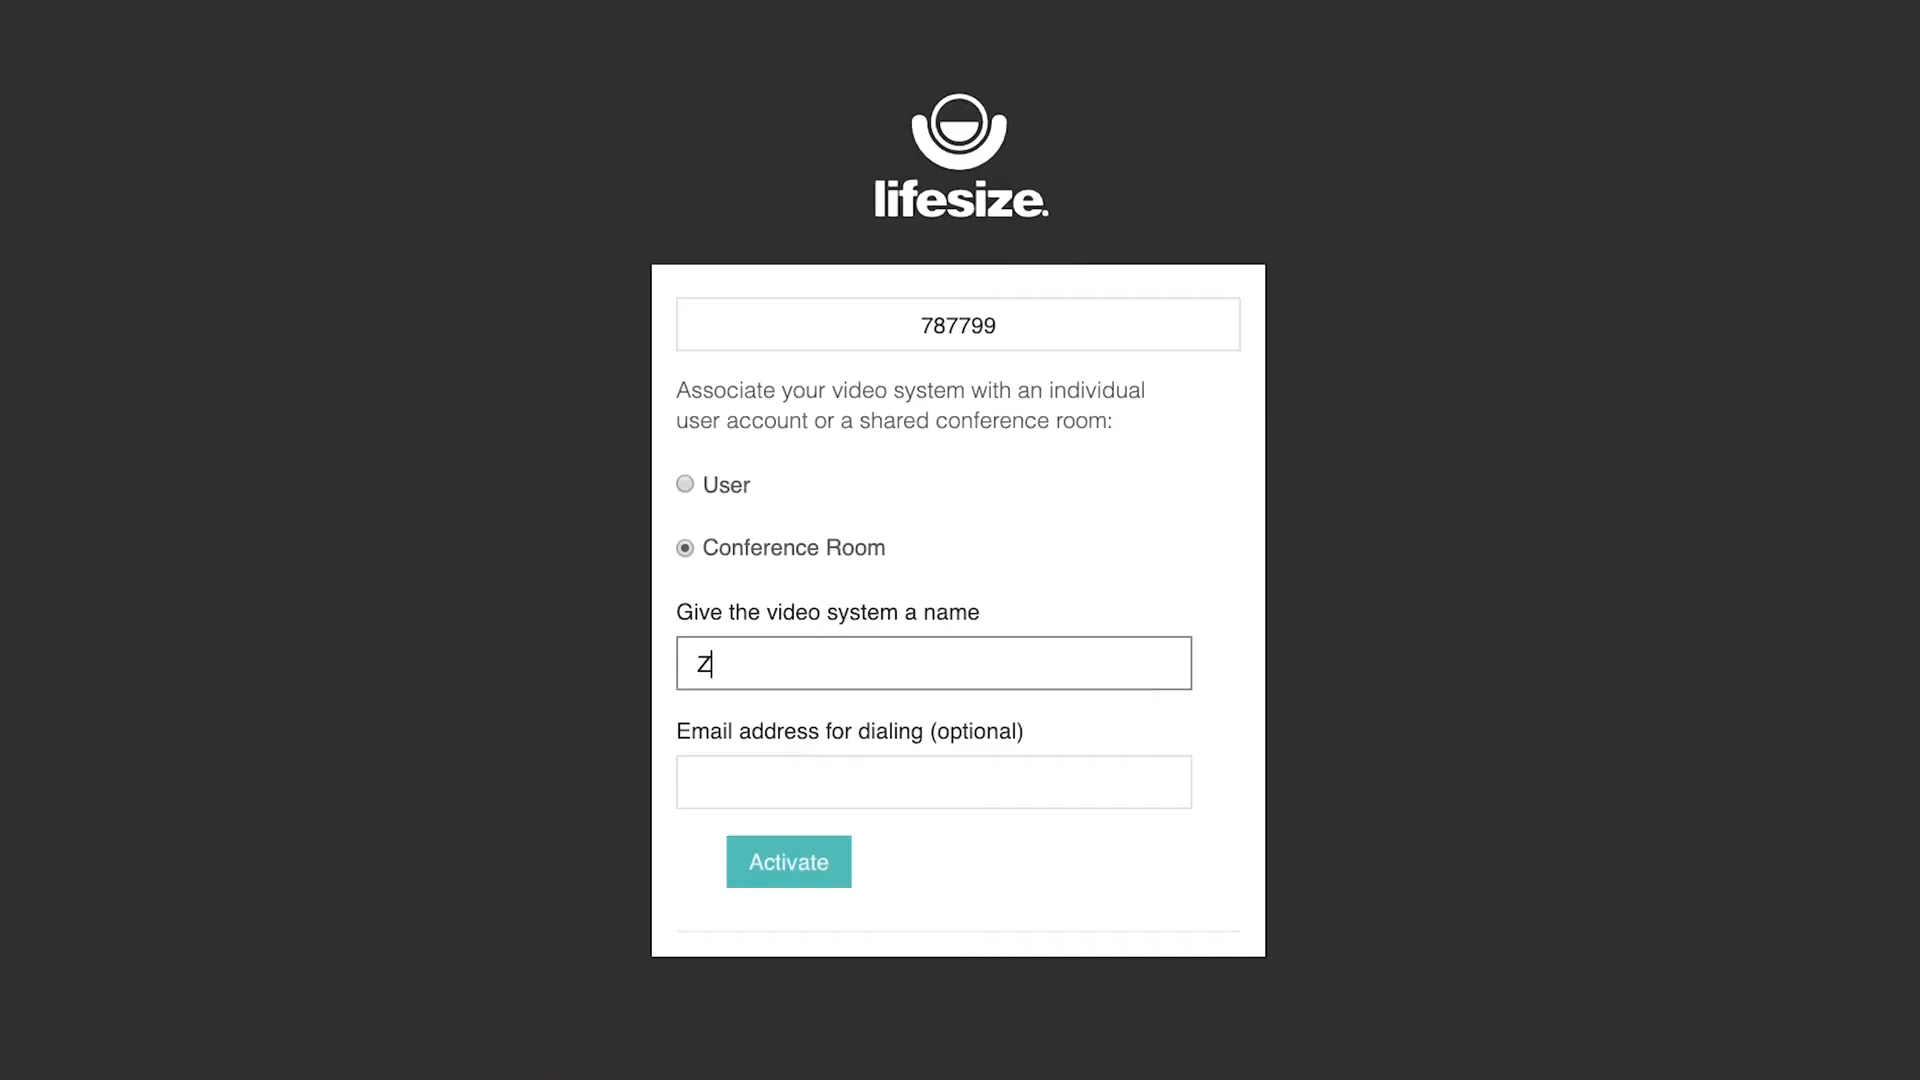 lifesize.
787799
Associate your video system with an individual
user account or a shared conference room:
User
Conference Room
Give the video system a name
Z
Email address for dialing (optional)
Activate